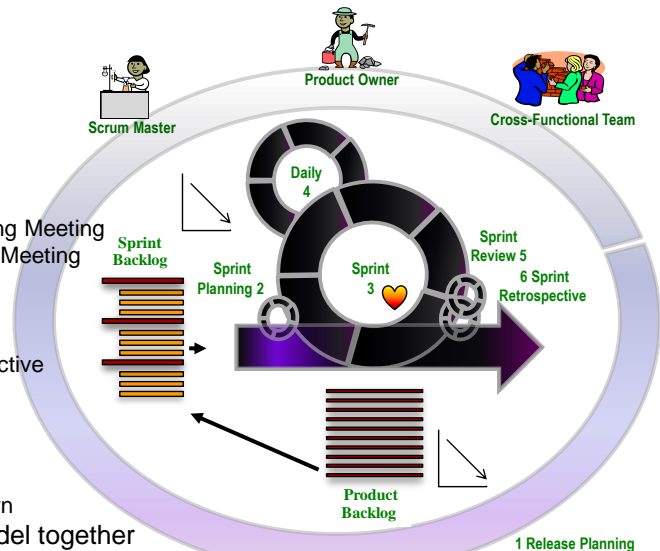 Product Owner
Scrum Master
Cross-Functional Team
Daily
4
ng Meeting
Meeting
Sprint
Backlog
Sprint
Planning 2
Sprint
3
Sprint
Review 5
6 Sprint
Retrospective
ctive
Product
Backlog
n
del together
1 Release Planning